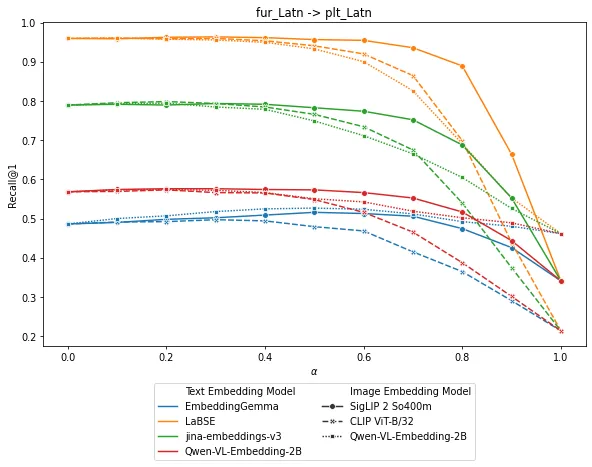 fur_Latn -> plt_Latn
1.0
0.9
0.8
0.7
0.6
0.5
0.4
0.3
0.2
Recall@1
0.0 0.2 0.4 0.6 0.8 1.0
α
Text Embedding Model
EmbeddingGemma
LaBSE
jina-embeddings-v3
Qwen-VL-Embedding-2B
Image Embedding Model
SigLIP 2 So400m
CLIP ViT-B/32
Qwen-VL-Embedding-2B